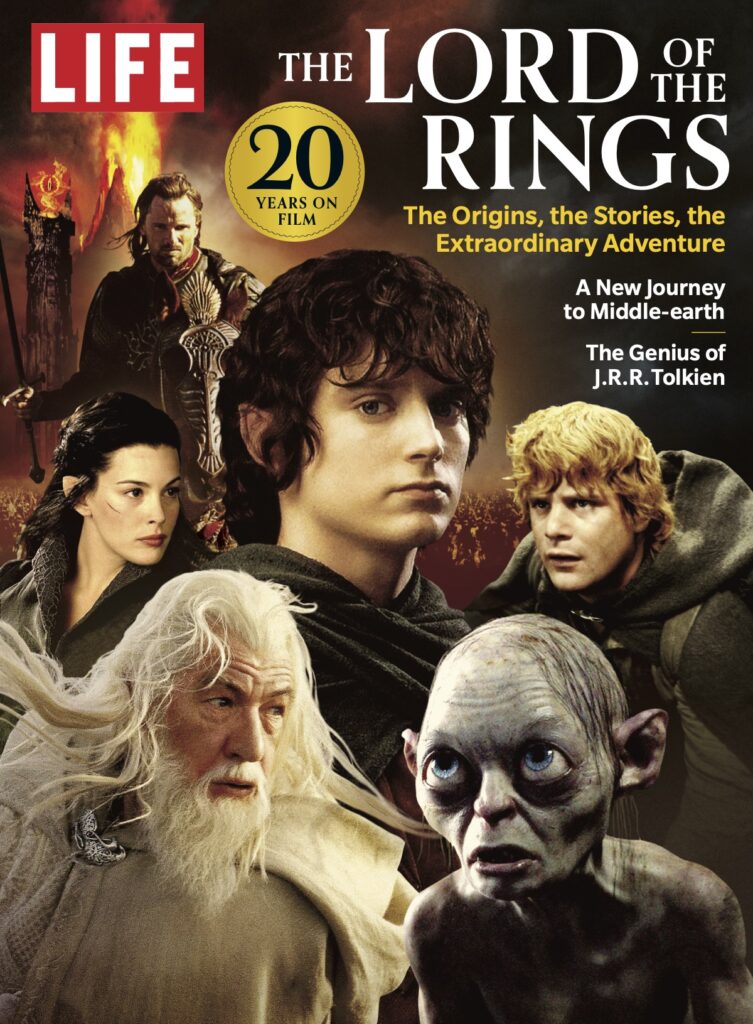 LIFE
THE LORD OF THE
RINGS
20
YEARS ON
FILM
The Origins, the Stories, the
Extraordinary Adventure
A New Journey
to Middle-earth
The Genius of
J.R.R. Tolkien